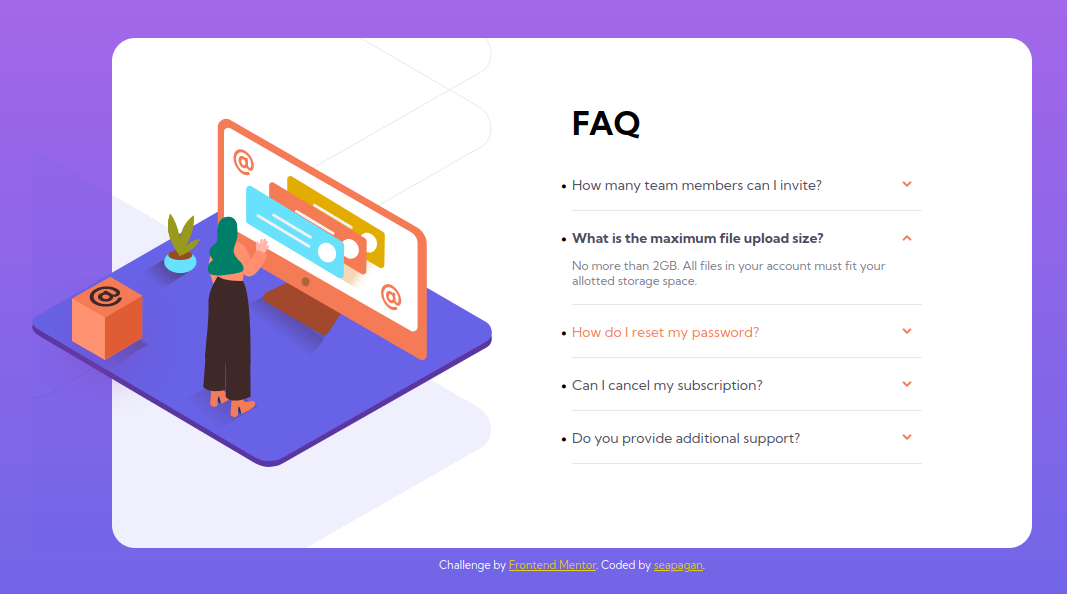 FAQ
How many team members can I invite?
What is the maximum file upload size?
No more than 2GB. All files in your account must fit your
allotted storage space.
How do I reset my password?
Can I cancel my subscription?
Do you provide additional support?
Challenge by Frontend Mentor. Coded by seapagan.